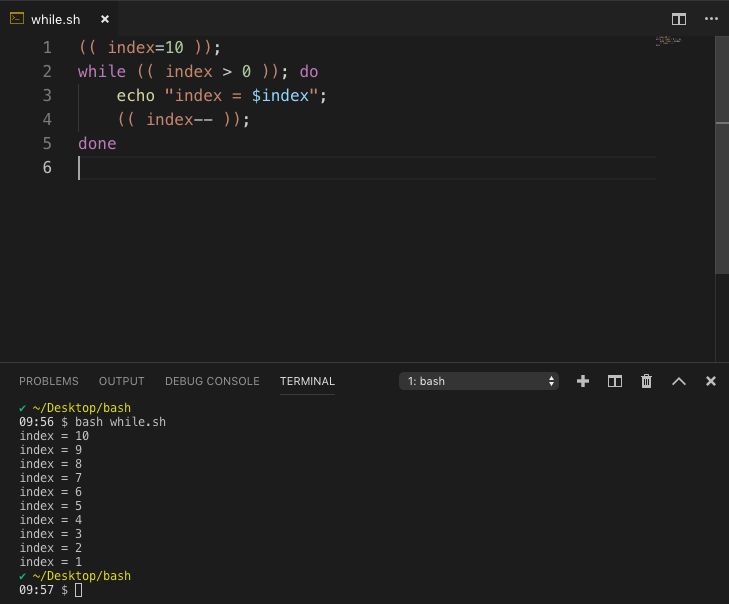 while.sh
1 (( index=10 ));
2 while (( index > 0 )); do
3     echo "index = $index";
4     (( index-- ));
5 done
6
PROBLEMS OUTPUT DEBUG CONSOLE TERMINAL 1: bash
✔ ~/Desktop/bash
09:56 $ bash while.sh
index = 10
index = 9
index = 8
index = 7
index = 6
index = 5
index = 4
index = 3
index = 2
index = 1
✔ ~/Desktop/bash
09:57 $